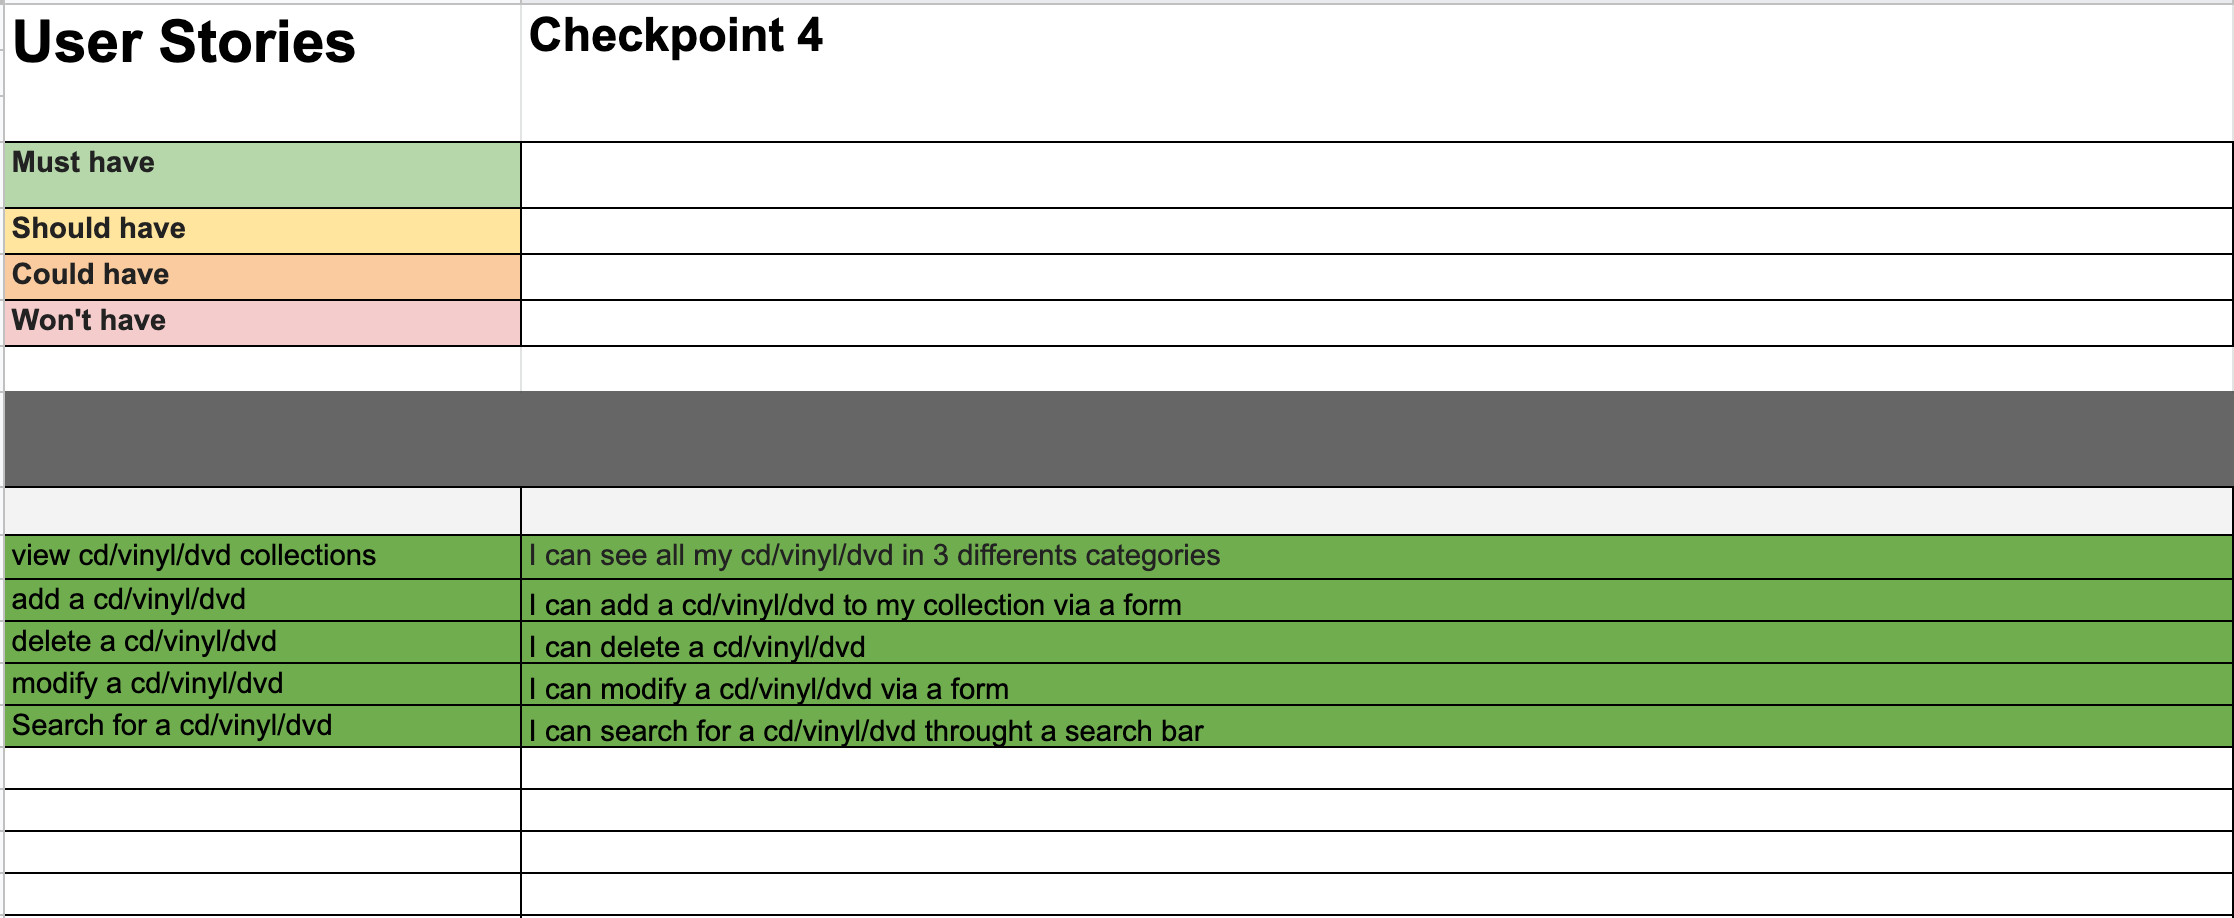 User Stories
Checkpoint 4
Must have
Should have
Could have
Won't have
view cd/vinyl/dvd collections
I can see all my cd/vinyl/dvd in 3 differents categories
add a cd/vinyl/dvd
I can add a cd/vinyl/dvd to my collection via a form
delete a cd/vinyl/dvd
I can delete a cd/vinyl/dvd
modify a cd/vinyl/dvd
I can modify a cd/vinyl/dvd via a form
Search for a cd/vinyl/dvd
I can search for a cd/vinyl/dvd throught a search bar